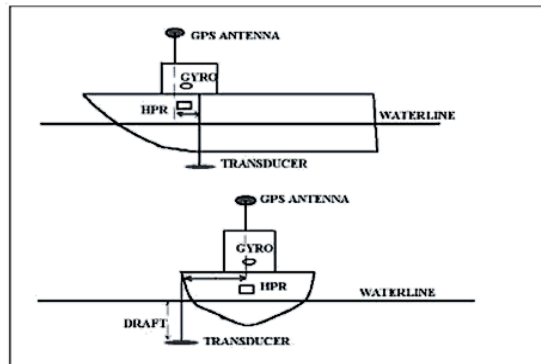 GPS ANTENNA
GYRO
HPR
WATERLINE
TRANSDUCER
GPS ANTENNA
GYRO
HPR
WATERLINE
DRAFT
TRANSDUCER